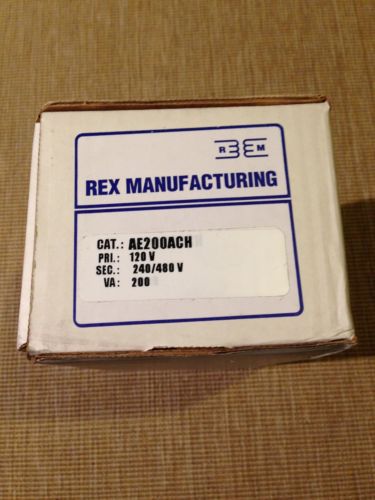 R M
REX MANUFACTURING
CAT.: AE200ACH
PRI.: 120 V
SEC.: 240/480 V
VA: 200